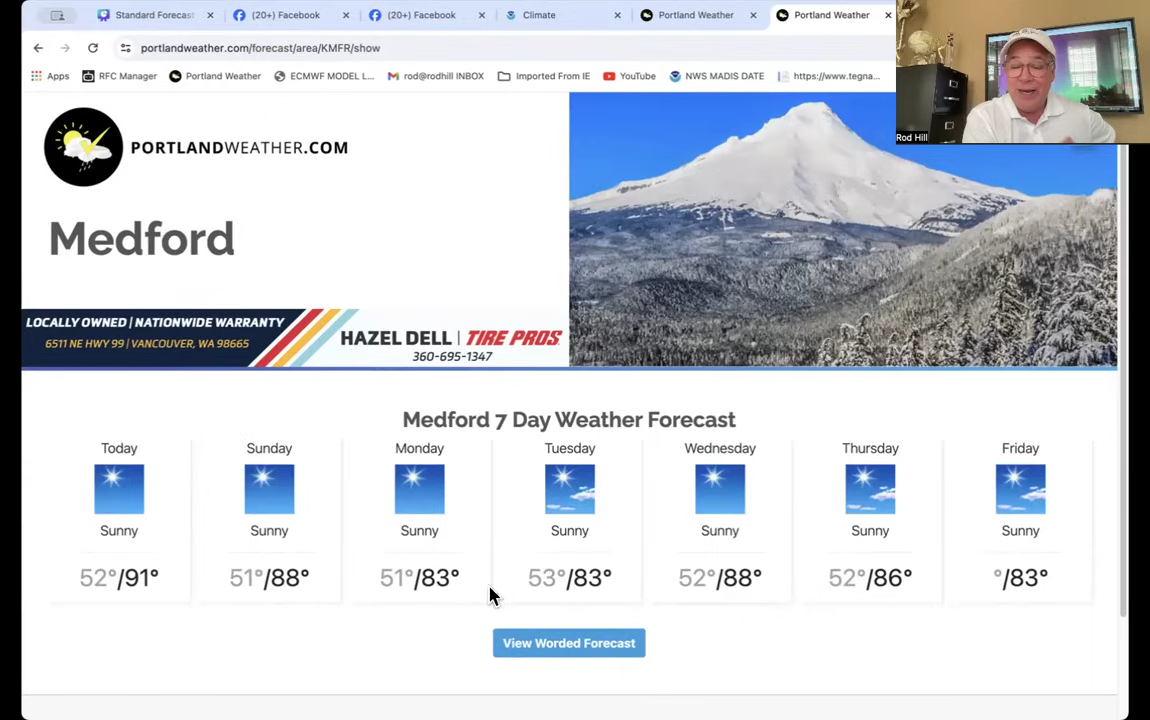 Standard Forecast
(20+) Facebook
(20+) Facebook
Climate
Portland Weather
Portland Weather
portlandweather.com/forecast/area/KMFR/show
Apps
RFC Manager
Portland Weather
ECMWF MODEL L...
rod@rodhill INBOX
Imported From IE
YouTube
NWS MADIS DATE
https://www.tegna...
Rod Hill
PORTLANDWEATHER.COM
Medford
LOCALLY OWNED | NATIONWIDE WARRANTY
6511 NE HWY 99 | VANCOUVER, WA 98665
HAZEL DELL | TIRE PROS.
360-695-1347
Medford 7 Day Weather Forecast
Today Sunday Monday Tuesday Wednesday Thursday Friday
Sunny Sunny Sunny Sunny Sunny Sunny Sunny
52°/91° 51°/88° 51°/83° 53°/83° 52°/88° 52°/86° °/83°
View Worded Forecast